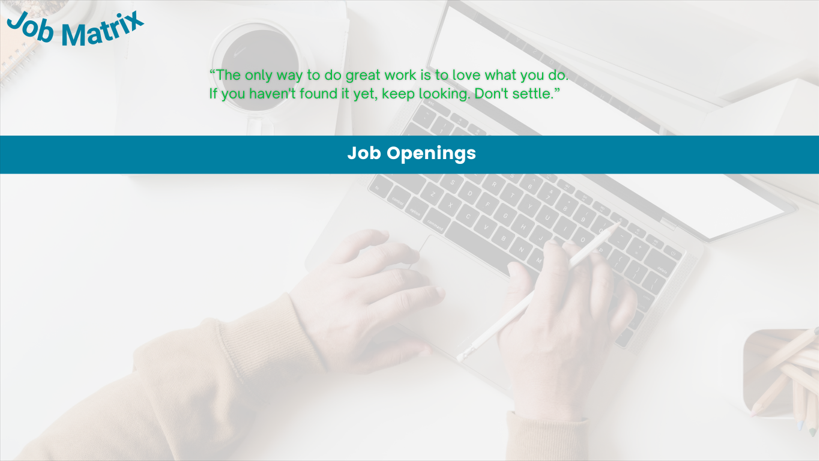 Job Matrix
“The only way to do great work is to love what you do.
If you haven't found it yet, keep looking. Don't settle.”
Job Openings